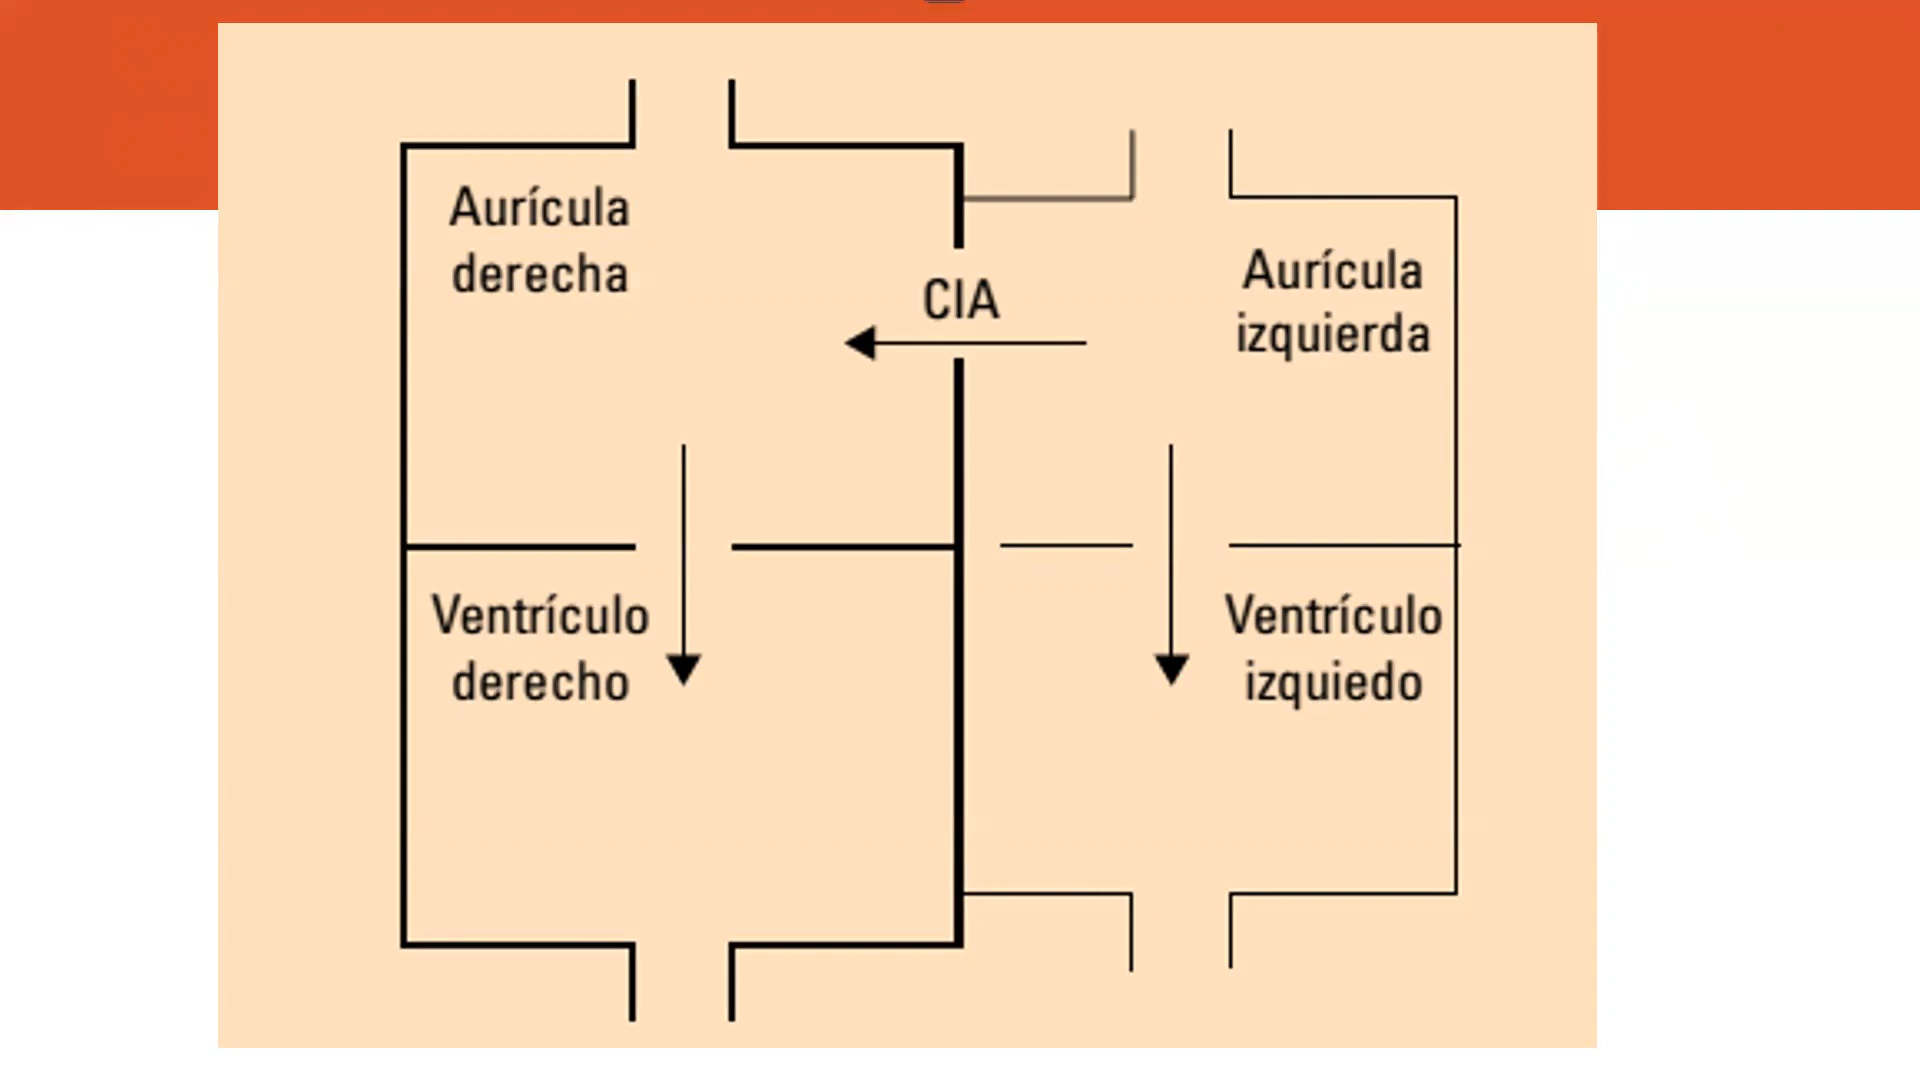 Aurícula
derecha
CIA
Aurícula
izquierda
Ventrículo
derecho
Ventrículo
izquiedo